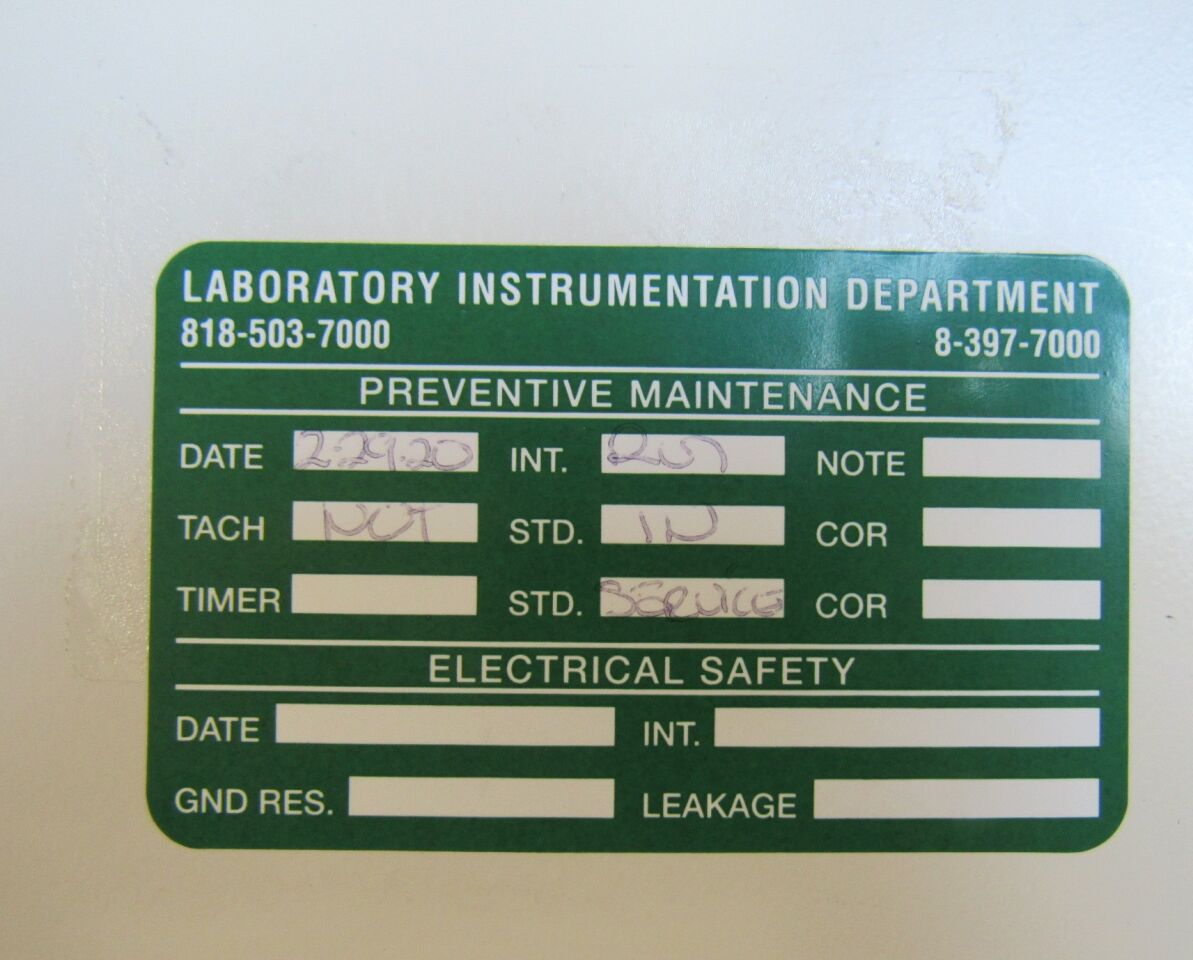 LABORATORY INSTRUMENTATION DEPARTMENT
818-503-7000 8-397-7000
PREVENTIVE MAINTENANCE
DATE 2.29.20 INT. NOTE
TACH NOT STD. IN COR
TIMER STD. SERVICE COR
ELECTRICAL SAFETY
DATE INT.
GND RES. LEAKAGE